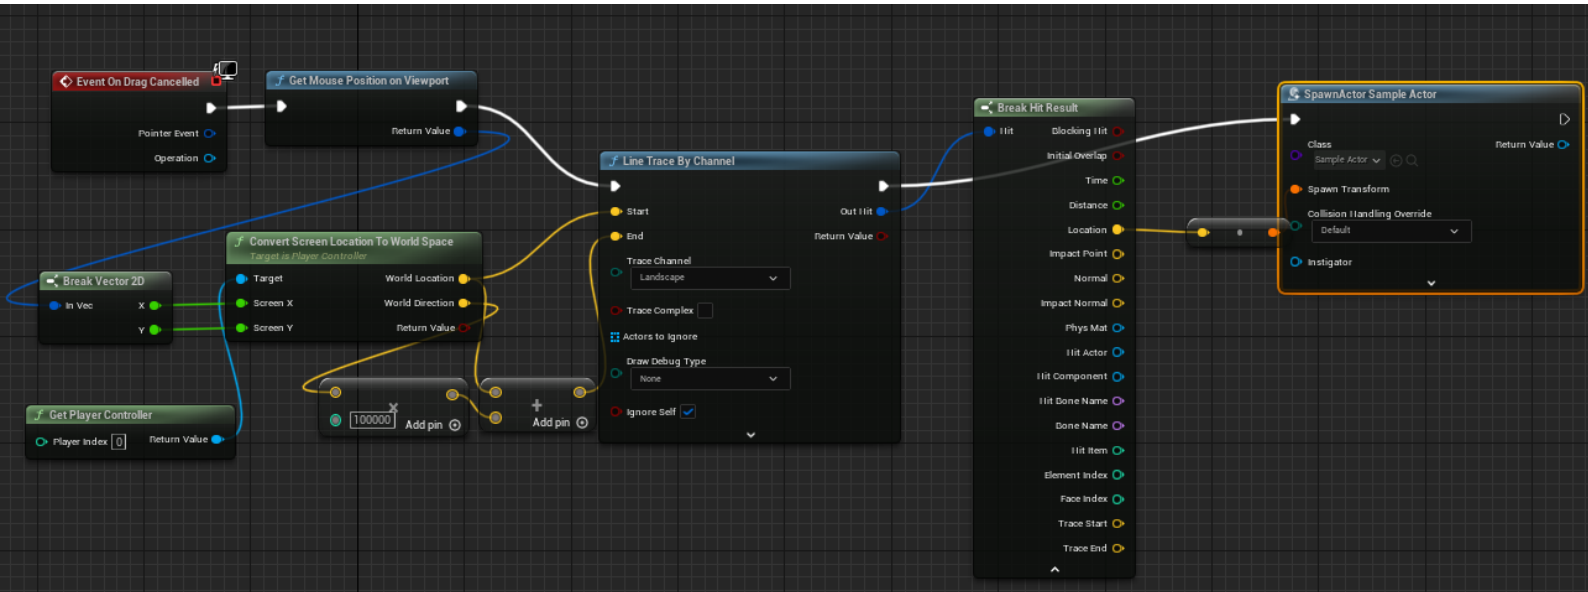 Event On Drag Cancelled
Pointer Event
Operation
Get Mouse Position on Viewport
Return Value
Break Vector 2D
In Vec
X
Y
Get Player Controller
Player Index 0
Return Value
Convert Screen Location To World Space
Target is Player Controller
Target
World Location
Screen X
World Direction
Screen Y
Return Value
100000
Add pin
Add pin
Line Trace By Channel
Start
Out Hit
End
Return Value
Trace Channel
Landscape
Trace Complex
Actors to Ignore
Draw Debug Type
None
Ignore Self
Break Hit Result
Hit
Blocking Hit
Initial Overlap
Time
Distance
Location
Impact Point
Normal
Impact Normal
Phys Mat
Hit Actor
Hit Component
Hit Bone Name
Bone Name
Hit Item
Element Index
Face Index
Trace Start
Trace End
SpawnActor Sample Actor
Class
Return Value
Sample Actor
Spawn Transform
Collision Handling Override
Default
Instigator